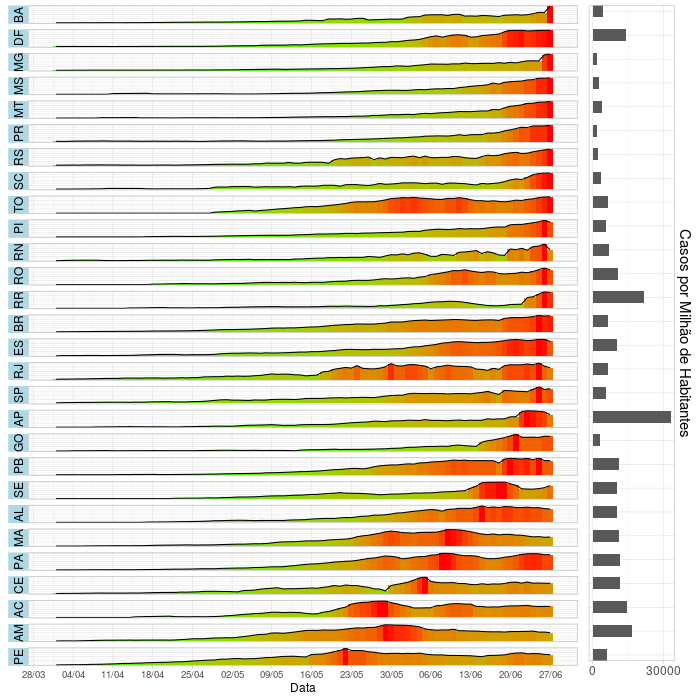 BA
DF
MG
MS
MT
PR
RS
SC
TO
PI
RN
RO
RR
BR
ES
RJ
SP
AP
GO
PB
SE
AL
MA
PA
CE
AC
AM
PE
28/03 04/04 11/04 18/04 25/04 02/05 09/05 16/05 23/05 30/05 06/06 13/06 20/06 27/06
Data
0 30000
Casos por Milhão de Habitantes